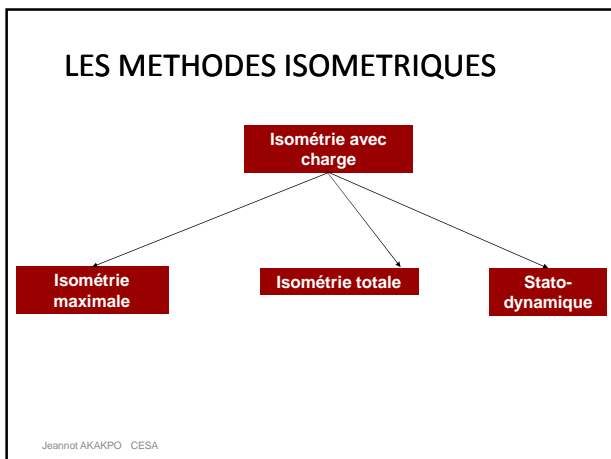 LES METHODES ISOMETRIQUES
Isométrie avec
charge
Isométrie
maximale
Isométrie totale
Stato-
dynamique
Jeannot AKAKPO CESA